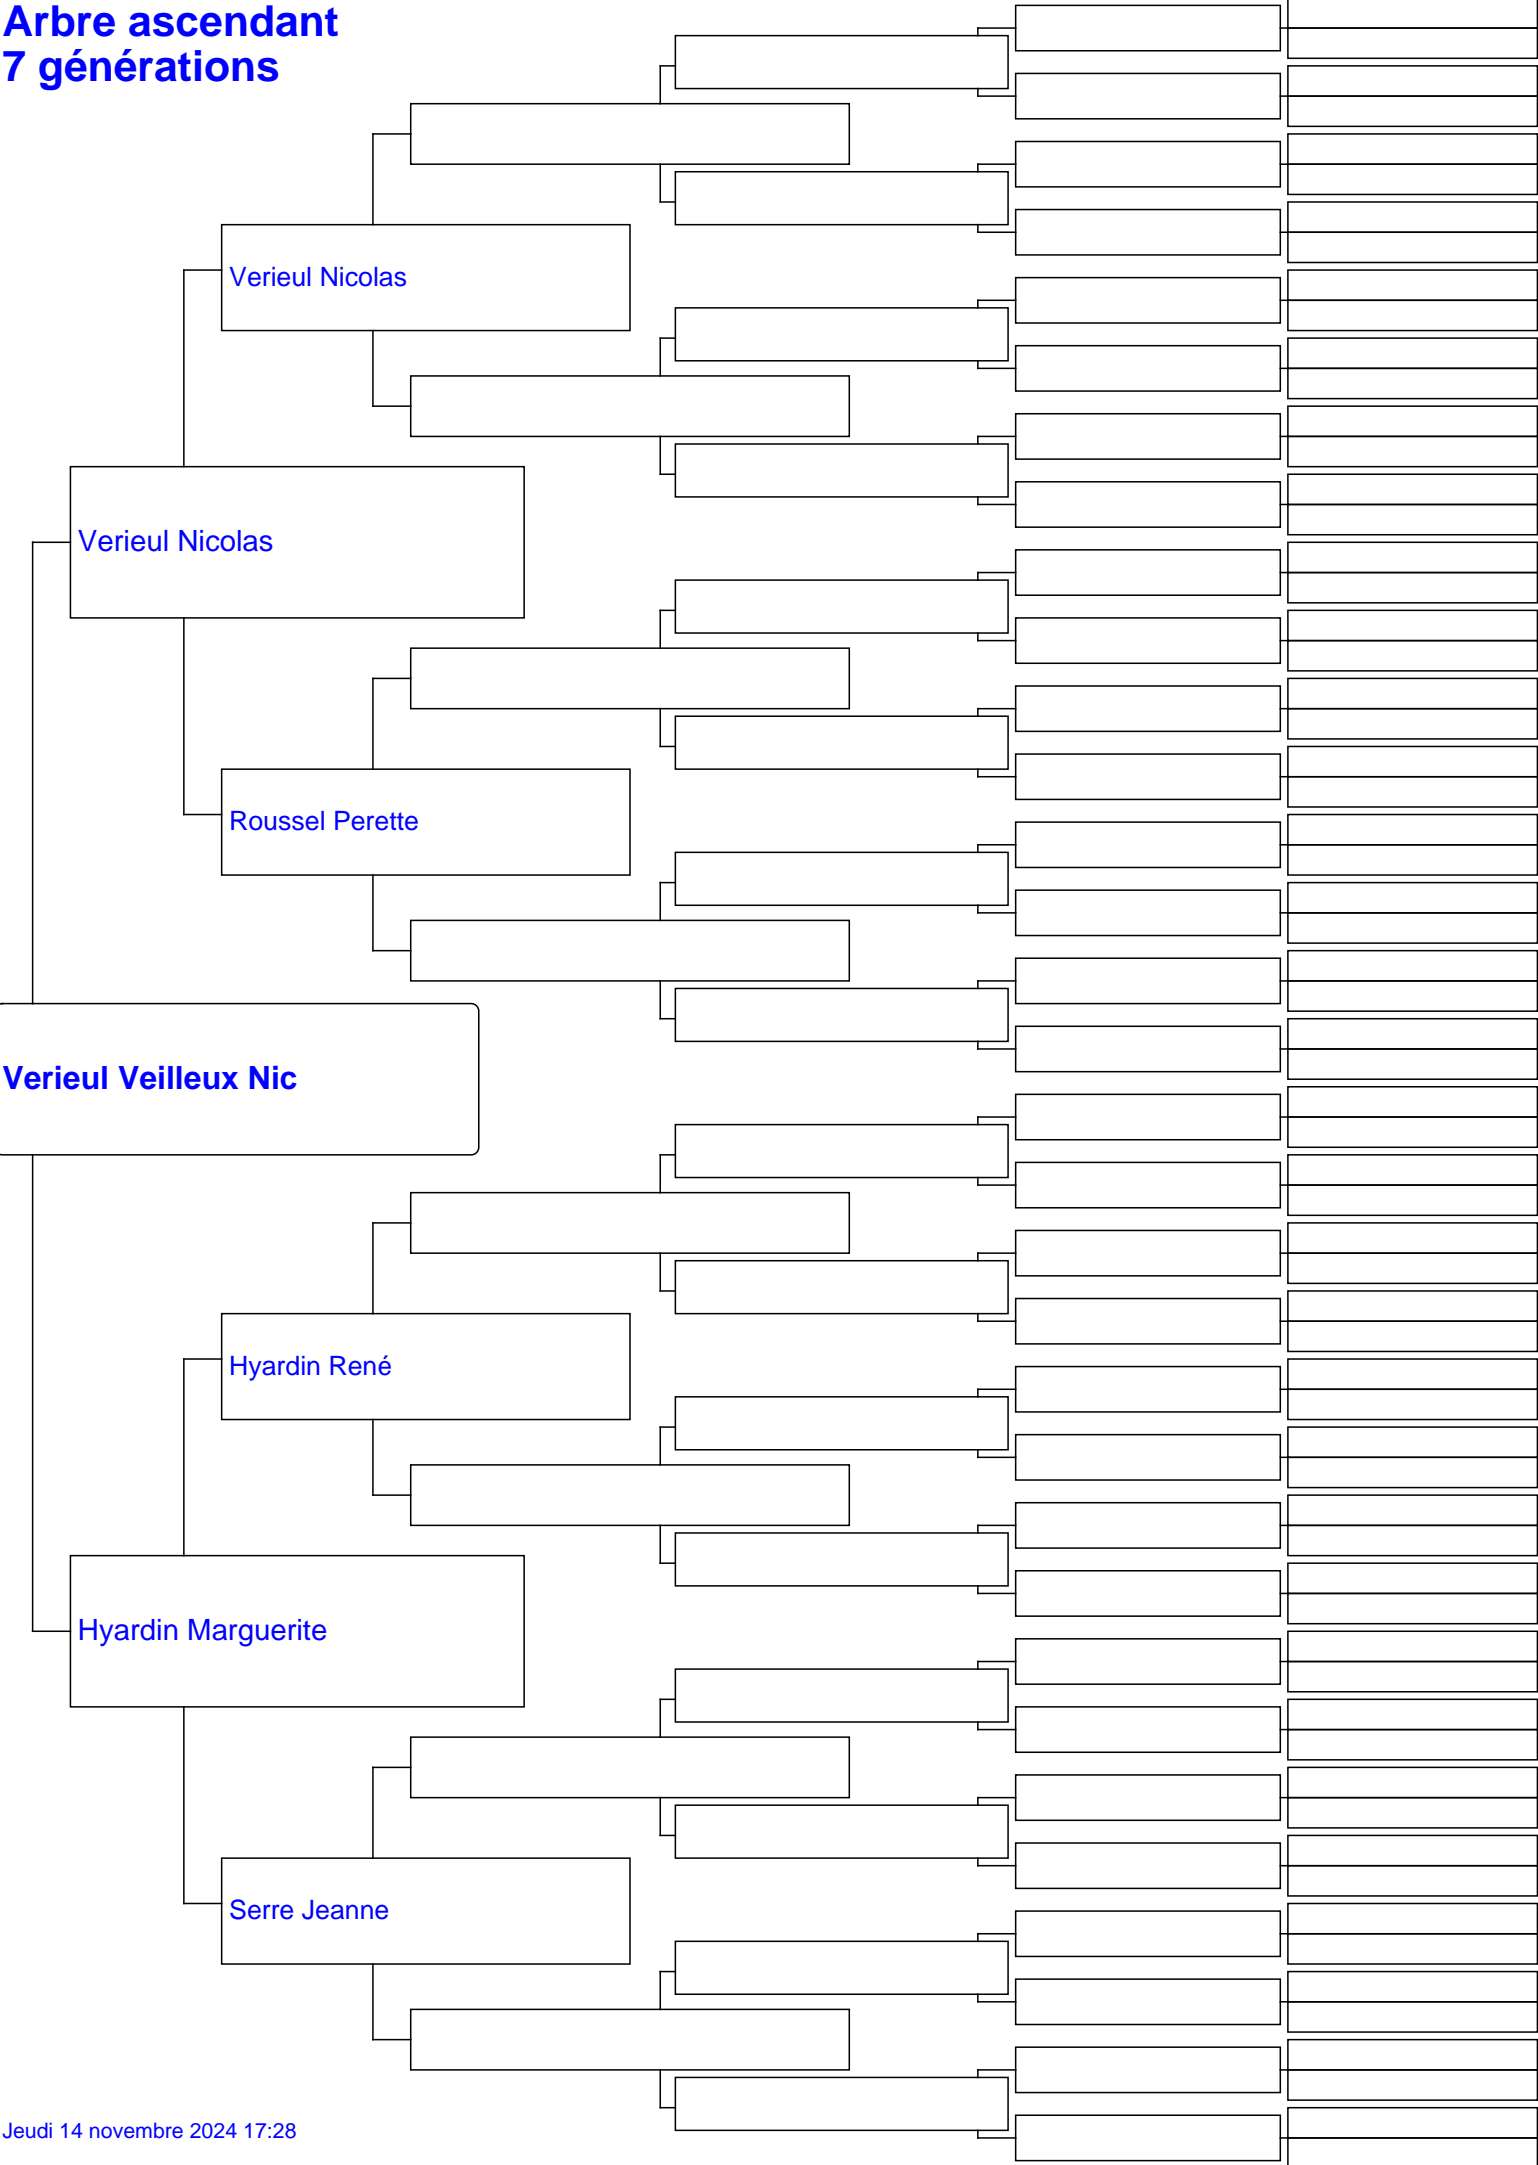 Arbre ascendant
7 générations
Verieul Nicolas
Verieul Nicolas
Roussel Perette
Verieul Veilleux Nic
Hyardin René
Hyardin Marguerite
Serre Jeanne
Jeudi 14 novembre 2024 17:28